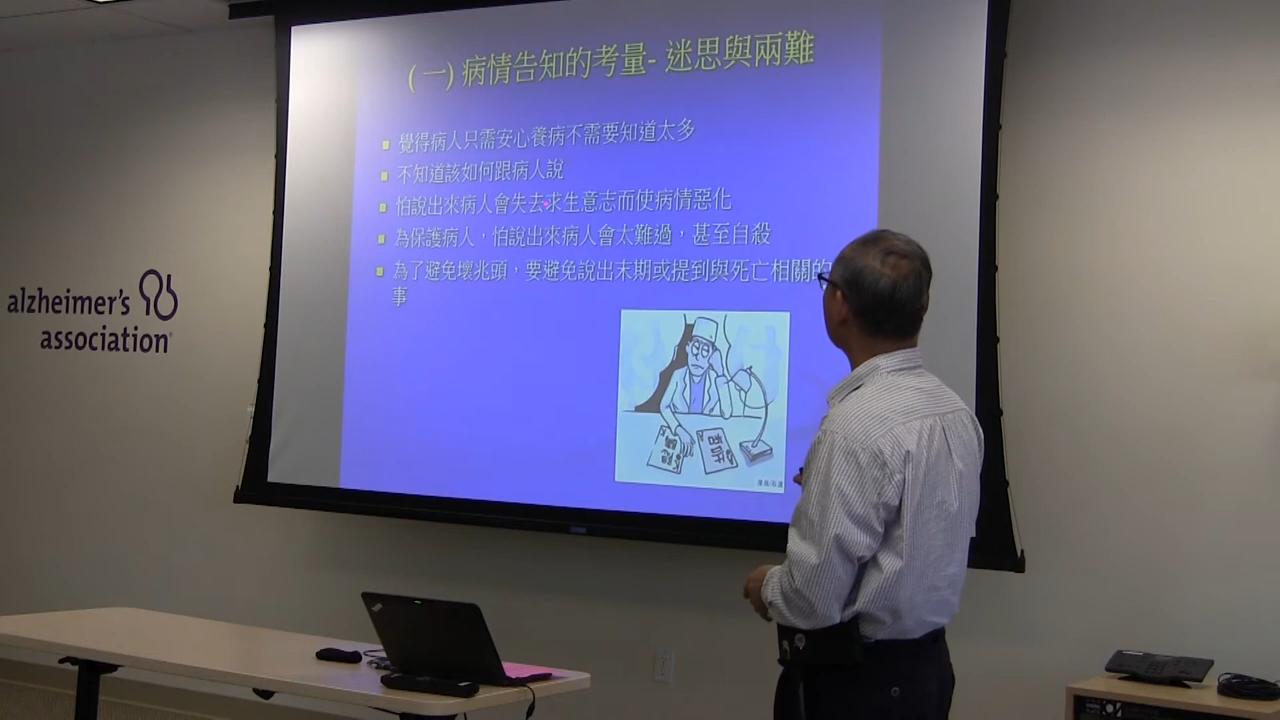 (一) 病情告知的考量- 迷思與兩難
覺得病人只需安心養病不需要知道太多
不知道該如何跟病人說
怕說出來病人會失去求生意志而使病情惡化
為保護病人，怕說出來病人會太難過，甚至自殺
為了避免壞兆頭，要避免說出末期或提到與死亡相關的
事
alzheimer's
association